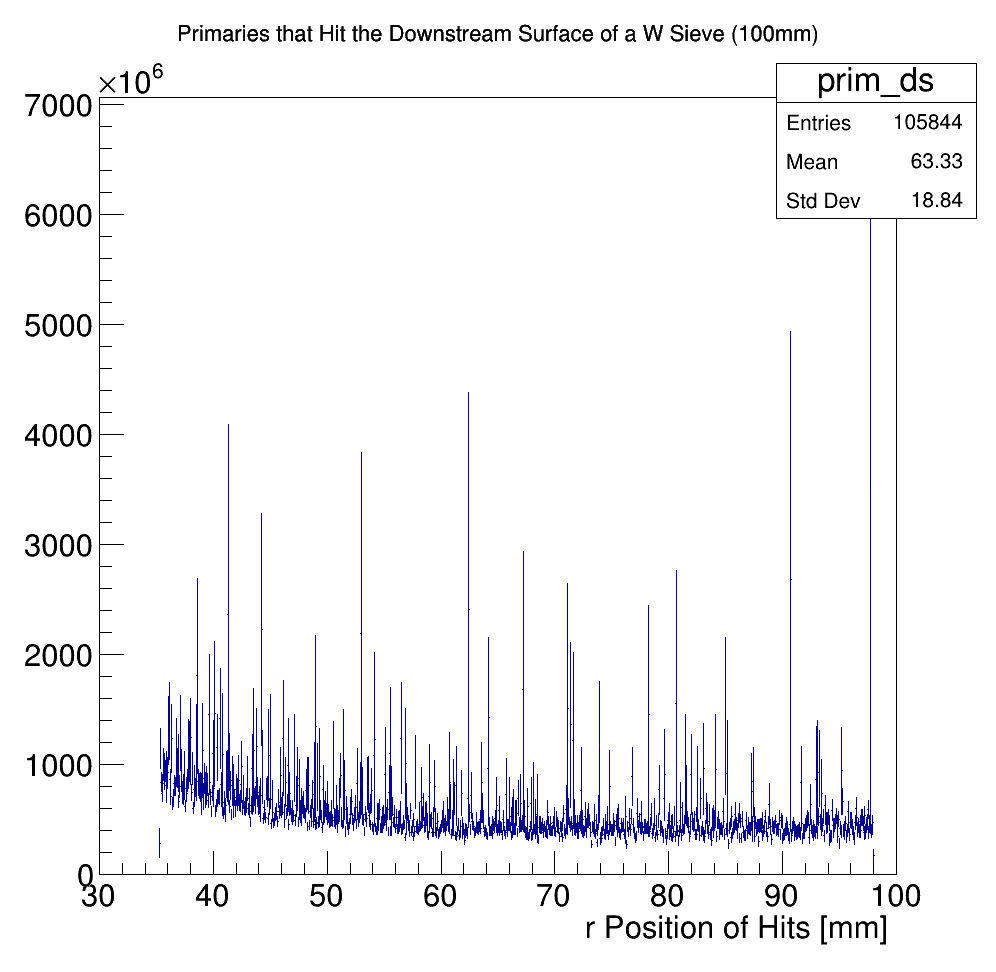 Primaries that Hit the Downstream Surface of a W Sieve (100mm)
×10⁶
prim_ds
Entries 105844
Mean 63.33
Std Dev 18.84
7000
6000
5000
4000
3000
2000
1000
0
30 40 50 60 70 80 90 100
r Position of Hits [mm]